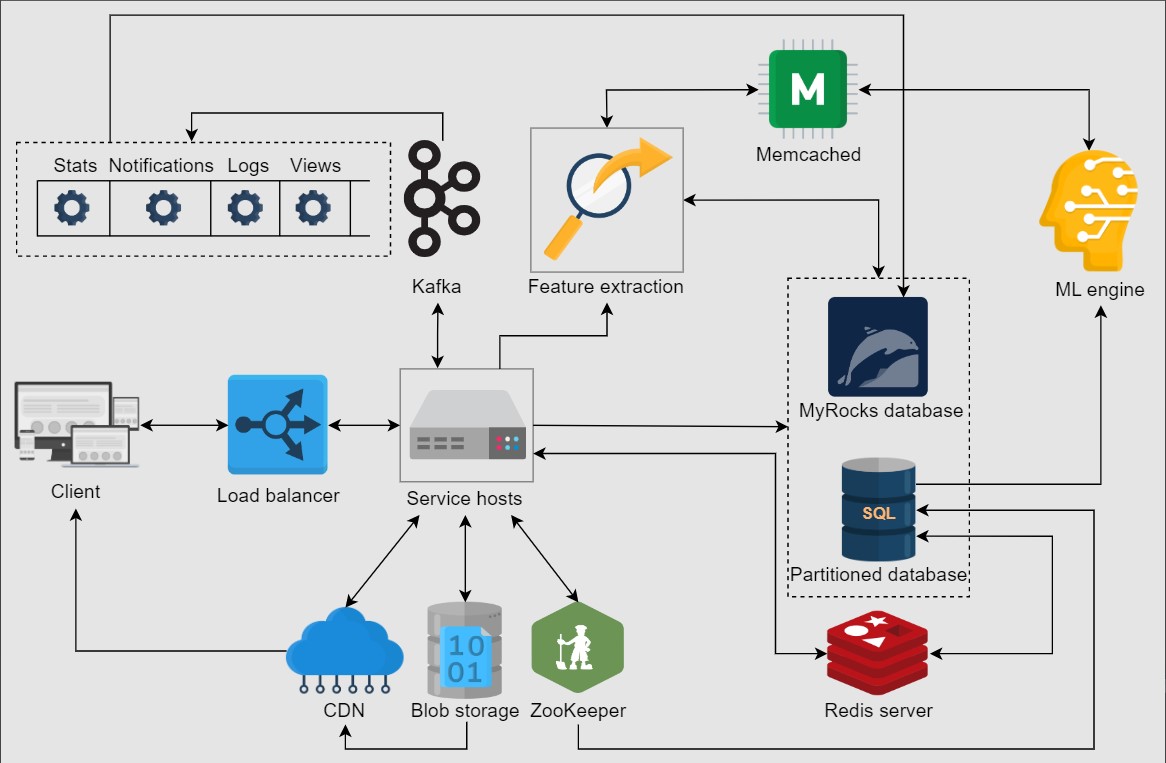 M
Memcached
Stats Notifications Logs Views
Kafka
Feature extraction
ML engine
MyRocks database
Client
Load balancer
Service hosts
SQL
Partitioned database
10
01
CDN
Blob storage
ZooKeeper
Redis server